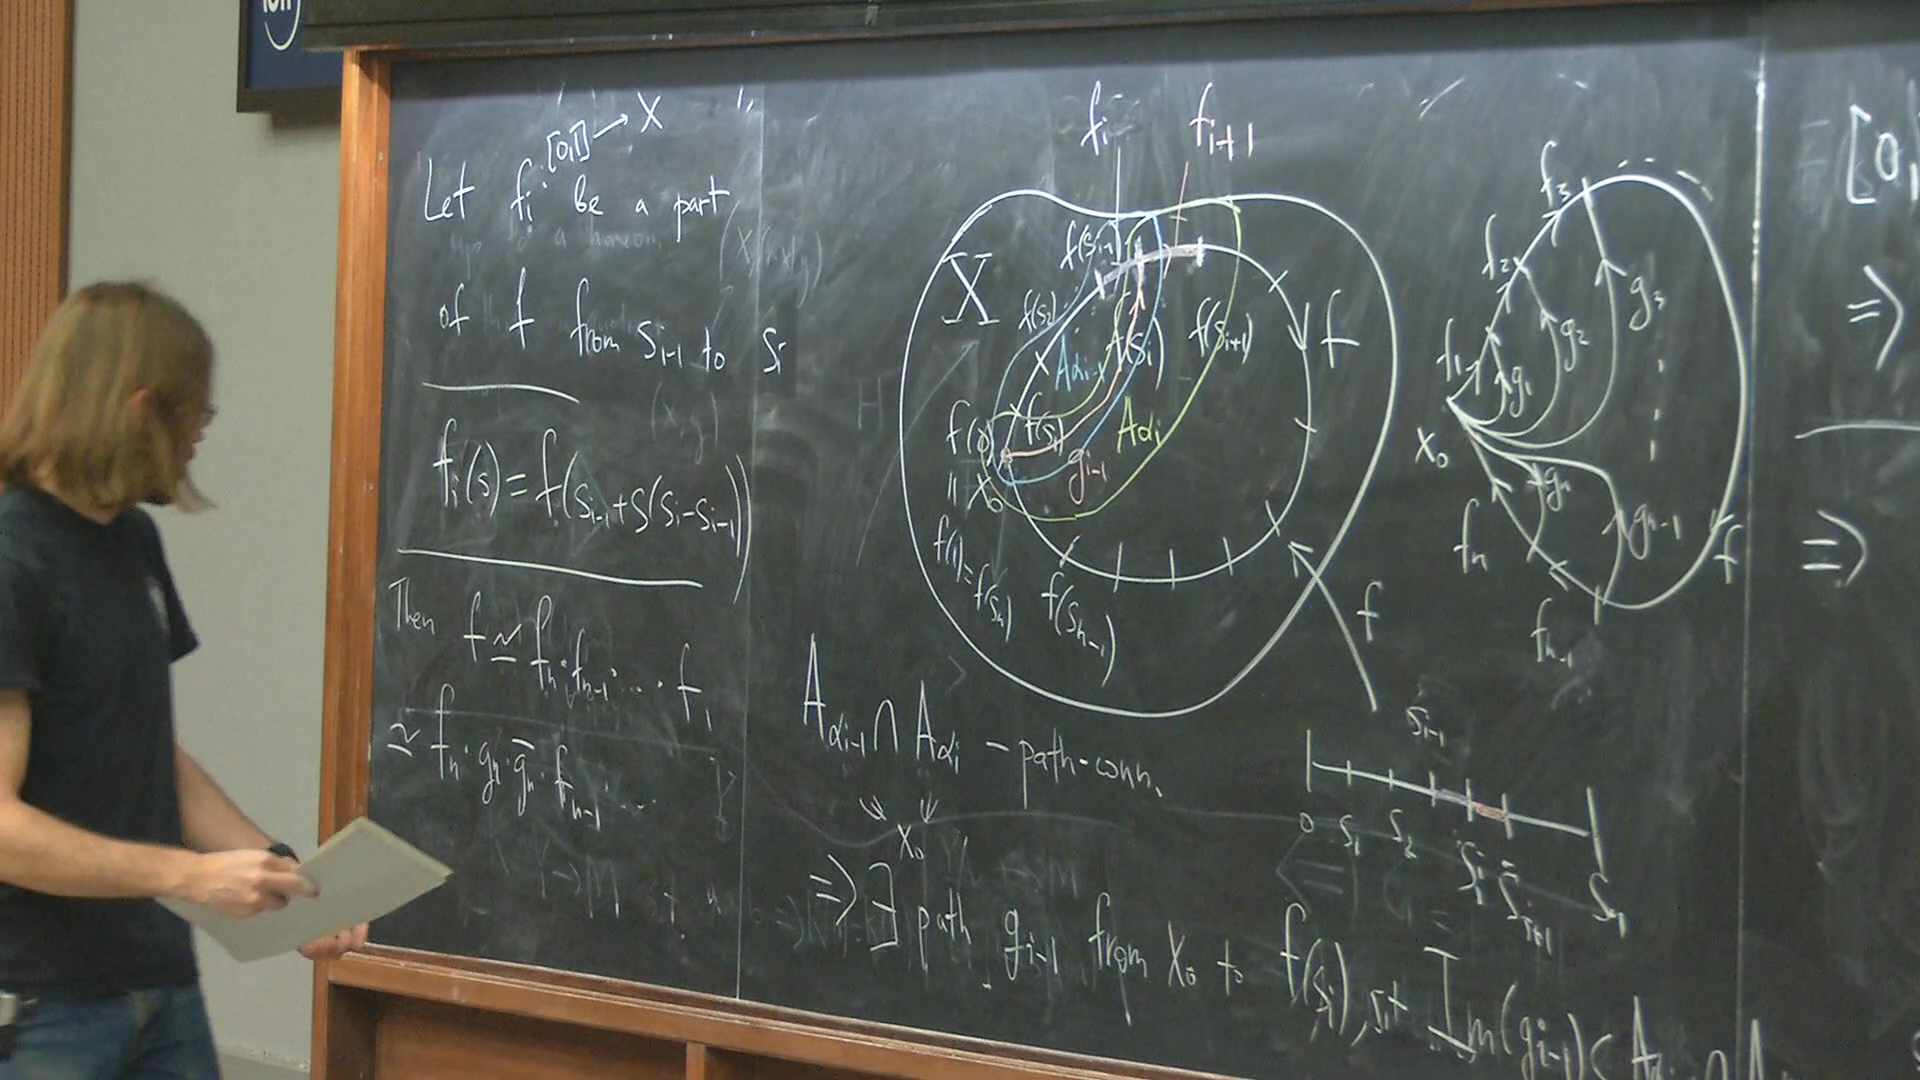 [0,1] → X
Let fi : be a part
of f from Si-1 to Si
fi(s) = f(Si-1+S(Si-Si-1))
Then f ≃ fn·fn-1·…·f1
≃ fn·gn·ḡn·fn-1…
fi
fi+1
X
f(Si-1)
f(S2)
f(Si)
f(Si+1)
Aαi-1
Aαi
f(S1)
f(0)
" x0
gi-1
f(1)=f(Sn)
f(Sn-1)
f
f
Aαi-1 ∩ Aαi - path-conn.
x0
⇒ ∃ path gi-1 from x0 to f(Si), s.t Im(gi-1) ⊂ A
f3
f2
f1
g1
g2
g3
x0
gn
gn-1
fn
fn-1
f
Si-1
0 S1 S2 Si Si+1
[0,
⇒
⇒